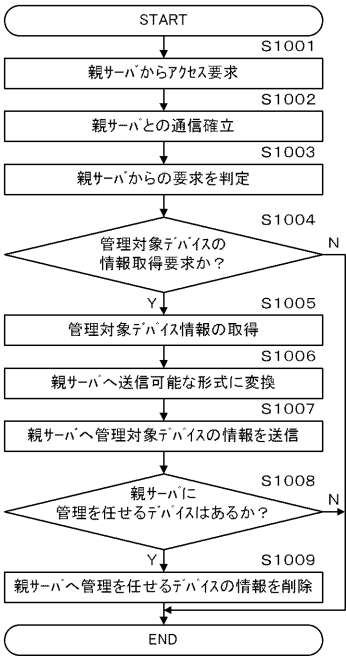 START
S1001
親サーバからアクセス要求
S1002
親サーバとの通信確立
S1003
親サーバからの要求を判定
S1004
管理対象デバイスの
情報取得要求か？
N
Y
S1005
管理対象デバイス情報の取得
S1006
親サーバへ送信可能な形式に変換
S1007
親サーバへ管理対象デバイスの情報を送信
S1008
親サーバに
管理を任せるデバイスはあるか？
N
Y
S1009
親サーバへ管理を任せるデバイスの情報を削除
END